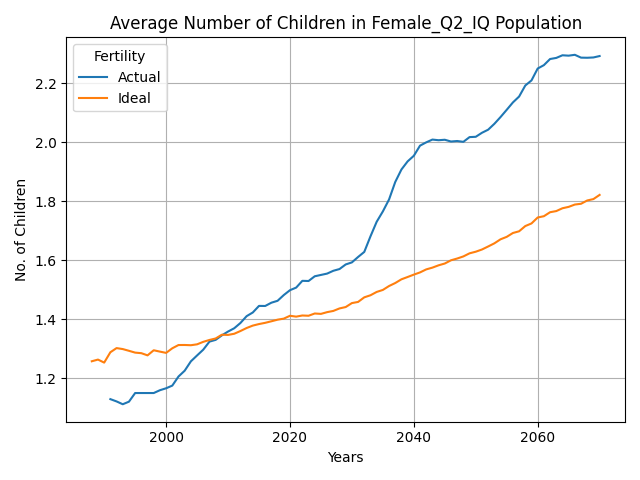 Average Number of Children in Female_Q2_IQ Population
Fertility
Actual
Ideal
No. of Children
2.2
2.0
1.8
1.6
1.4
1.2
2000 2020 2040 2060
Years